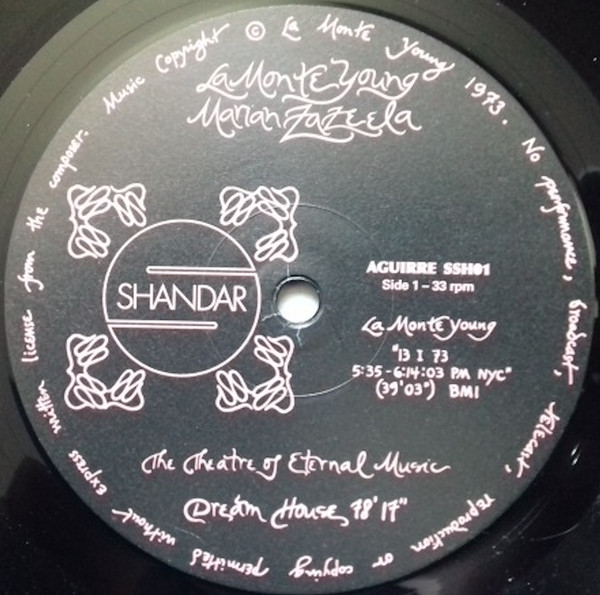 Music Copyright © La Monte Young 1973. No performance, broadcast, telecast, reproduction or copying permitted without express written license from the composer.
La Monte Young
Marian Zazeela
SHANDAR
AGUIRRE SSH01
Side 1 – 33 rpm
La Monte Young
"13 I 73
5:35 - 6:14:03 PM NYC"
(39'03") BMI
The Theatre of Eternal Music
Dream House 78'17"